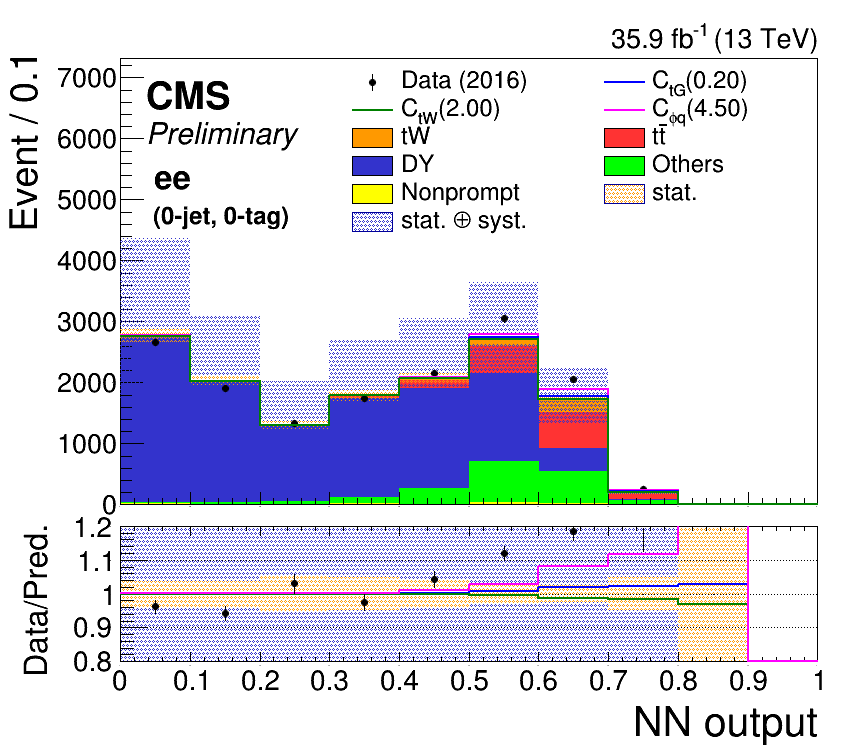 35.9 fb⁻¹ (13 TeV)
Event / 0.1
7000
6000
5000
4000
3000
2000
1000
0
CMS
Preliminary
ee
(0-jet, 0-tag)
Data (2016)
C_tG(0.20)
C_tW(2.00)
C_ϕq(4.50)
tW
tt̄
DY
Others
Nonprompt
stat.
stat. ⊕ syst.
Data/Pred.
1.2
1.1
1
0.9
0.8
0 0.1 0.2 0.3 0.4 0.5 0.6 0.7 0.8 0.9 1
NN output